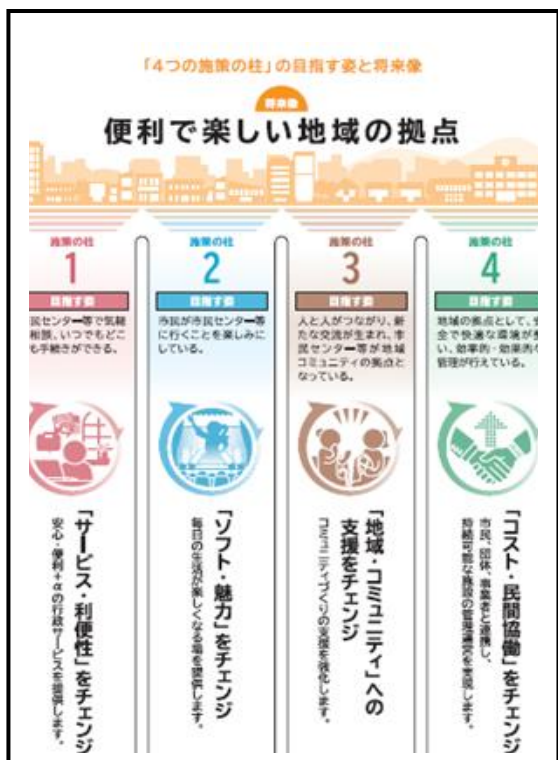 「4つの施策の柱」の目指す姿と将来像
将来像
便利で楽しい地域の拠点
施策の柱
1
目指す姿
民センター等で気軽
相談、いつでもどこ
も手続きができる。
「サービス・利便性」をチェンジ
安心・便利+αの行政サービスを提供します。
施策の柱
2
目指す姿
市民が市民センター等
に行くことを楽しみに
している。
「ソフト・魅力」をチェンジ
毎日の生活が楽しくなる場を提供します。
施策の柱
3
目指す姿
人と人がつながり、新
たな交流が生まれ、市
民センター等が地域
コミュニティの拠点と
なっている。
「地域・コミュニティ」への
支援をチェンジ
コミュニティづくりの支援を強化します。
施策の柱
4
目指す姿
地域の拠点として、
全で快適な環境が
い、効率的・効果的
管理が行えている。
「コスト・民間協働」をチェンジ
市民、団体、事業者と連携し、
持続可能な施設の管理運営を実現します。